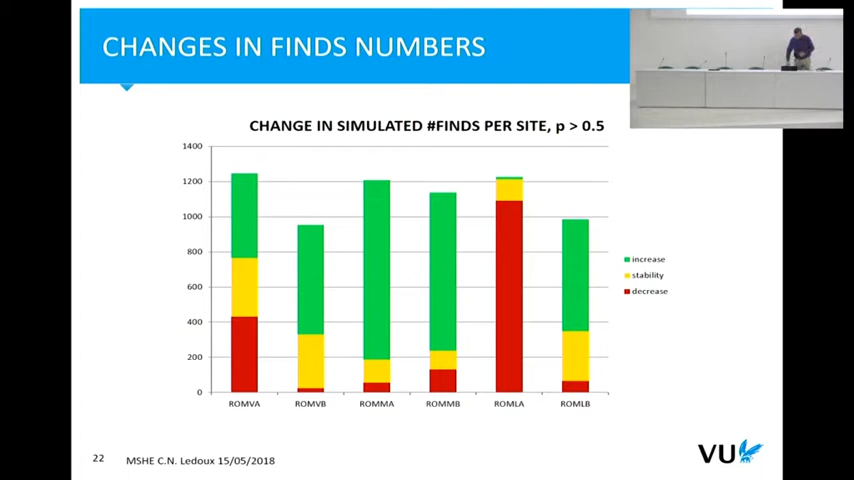 CHANGES IN FINDS NUMBERS
CHANGE IN SIMULATED #FINDS PER SITE, p > 0.5
1400
1200
1000
800
600
400
200
0
ROMVA ROMVB ROMMA ROMMB ROMLA ROMLB
increase
stability
decrease
22 MSHE C.N. Ledoux 15/05/2018
VU